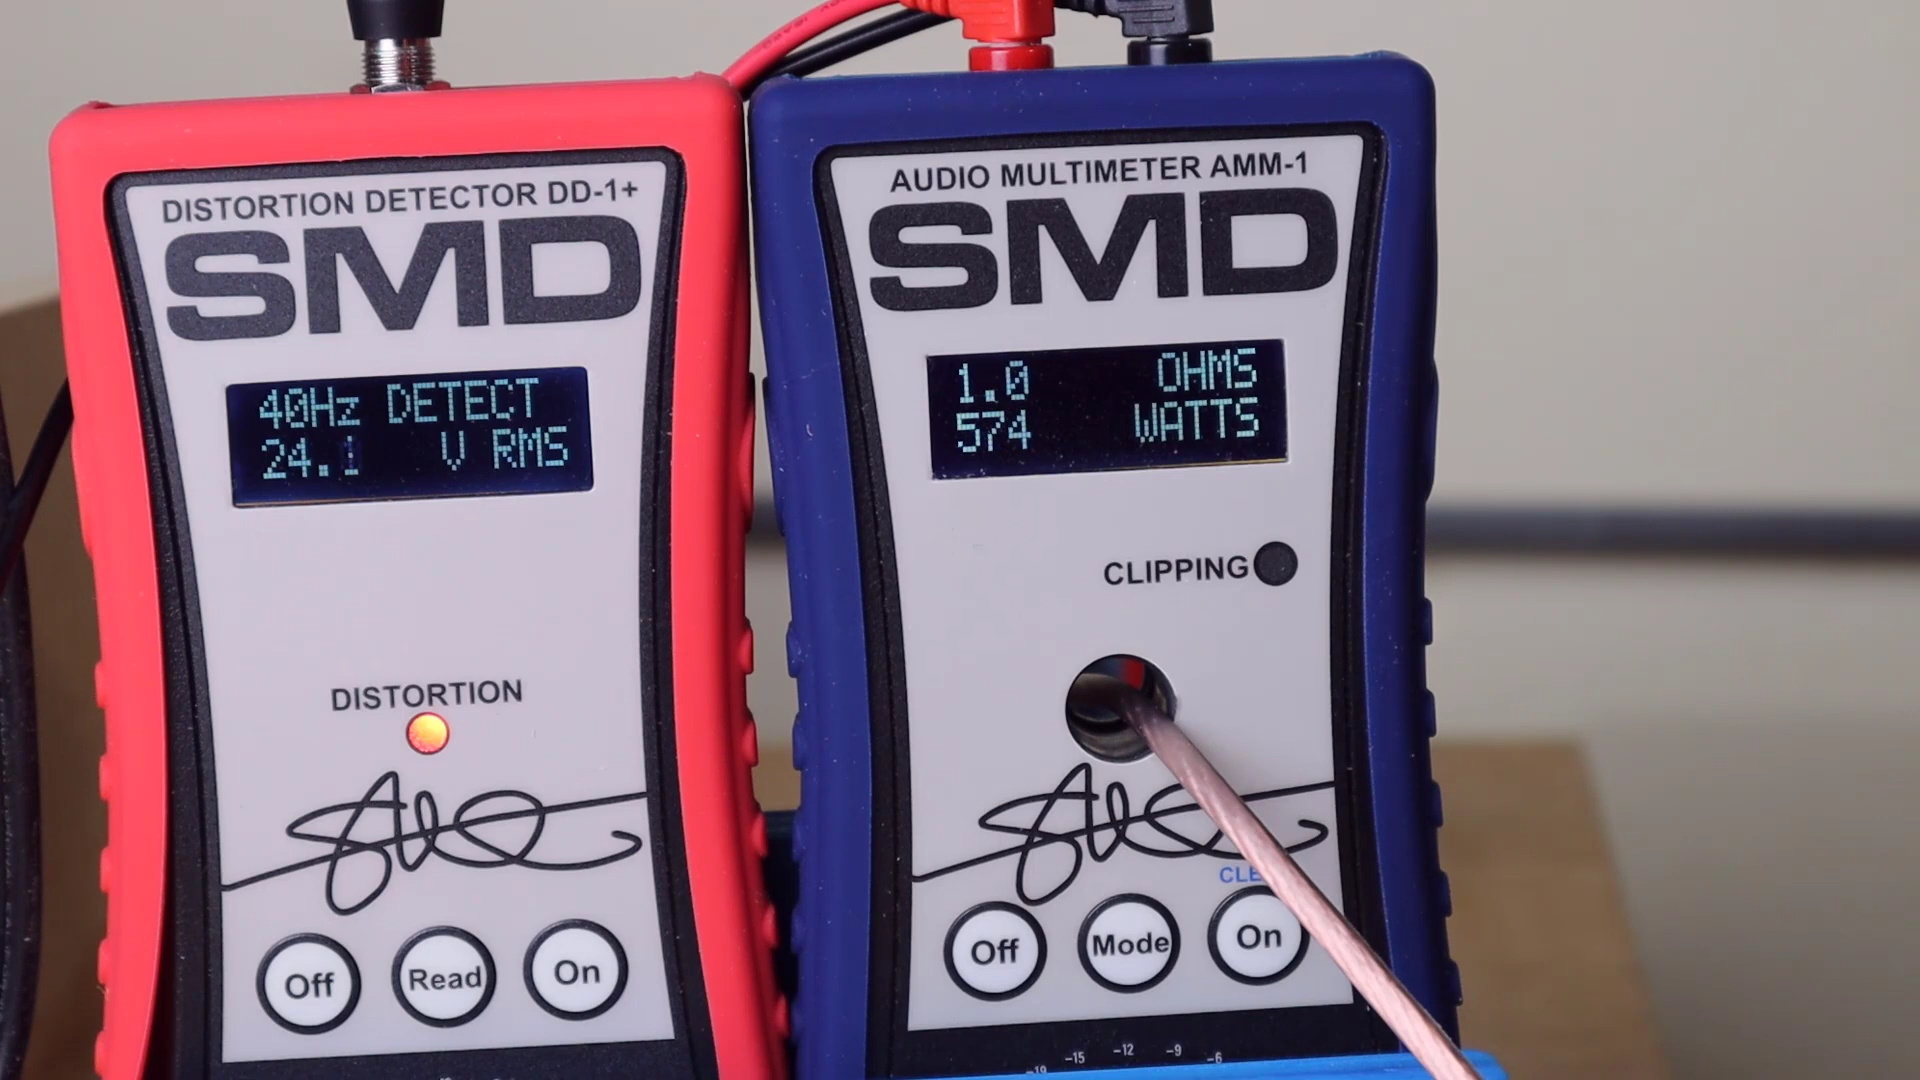 DISTORTION DETECTOR DD-1+
SMD
40Hz DETECT
24. V RMS
DISTORTION
Off
Read
On
AUDIO MULTIMETER AMM-1
SMD
1.0 OHMS
574 WATTS
CLIPPING
CLE
Off
Mode
On
-15
-12
-9
-6